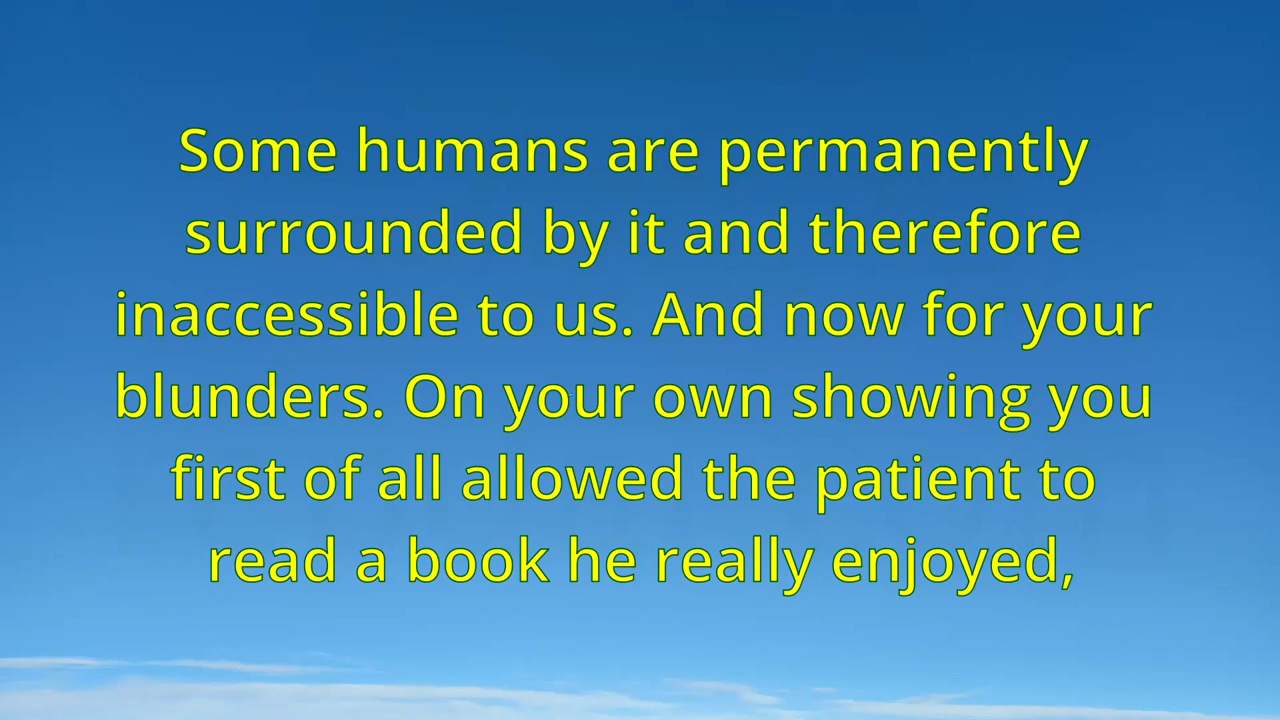 Some humans are permanently
surrounded by it and therefore
inaccessible to us. And now for your
blunders. On your own showing you
first of all allowed the patient to
read a book he really enjoyed,